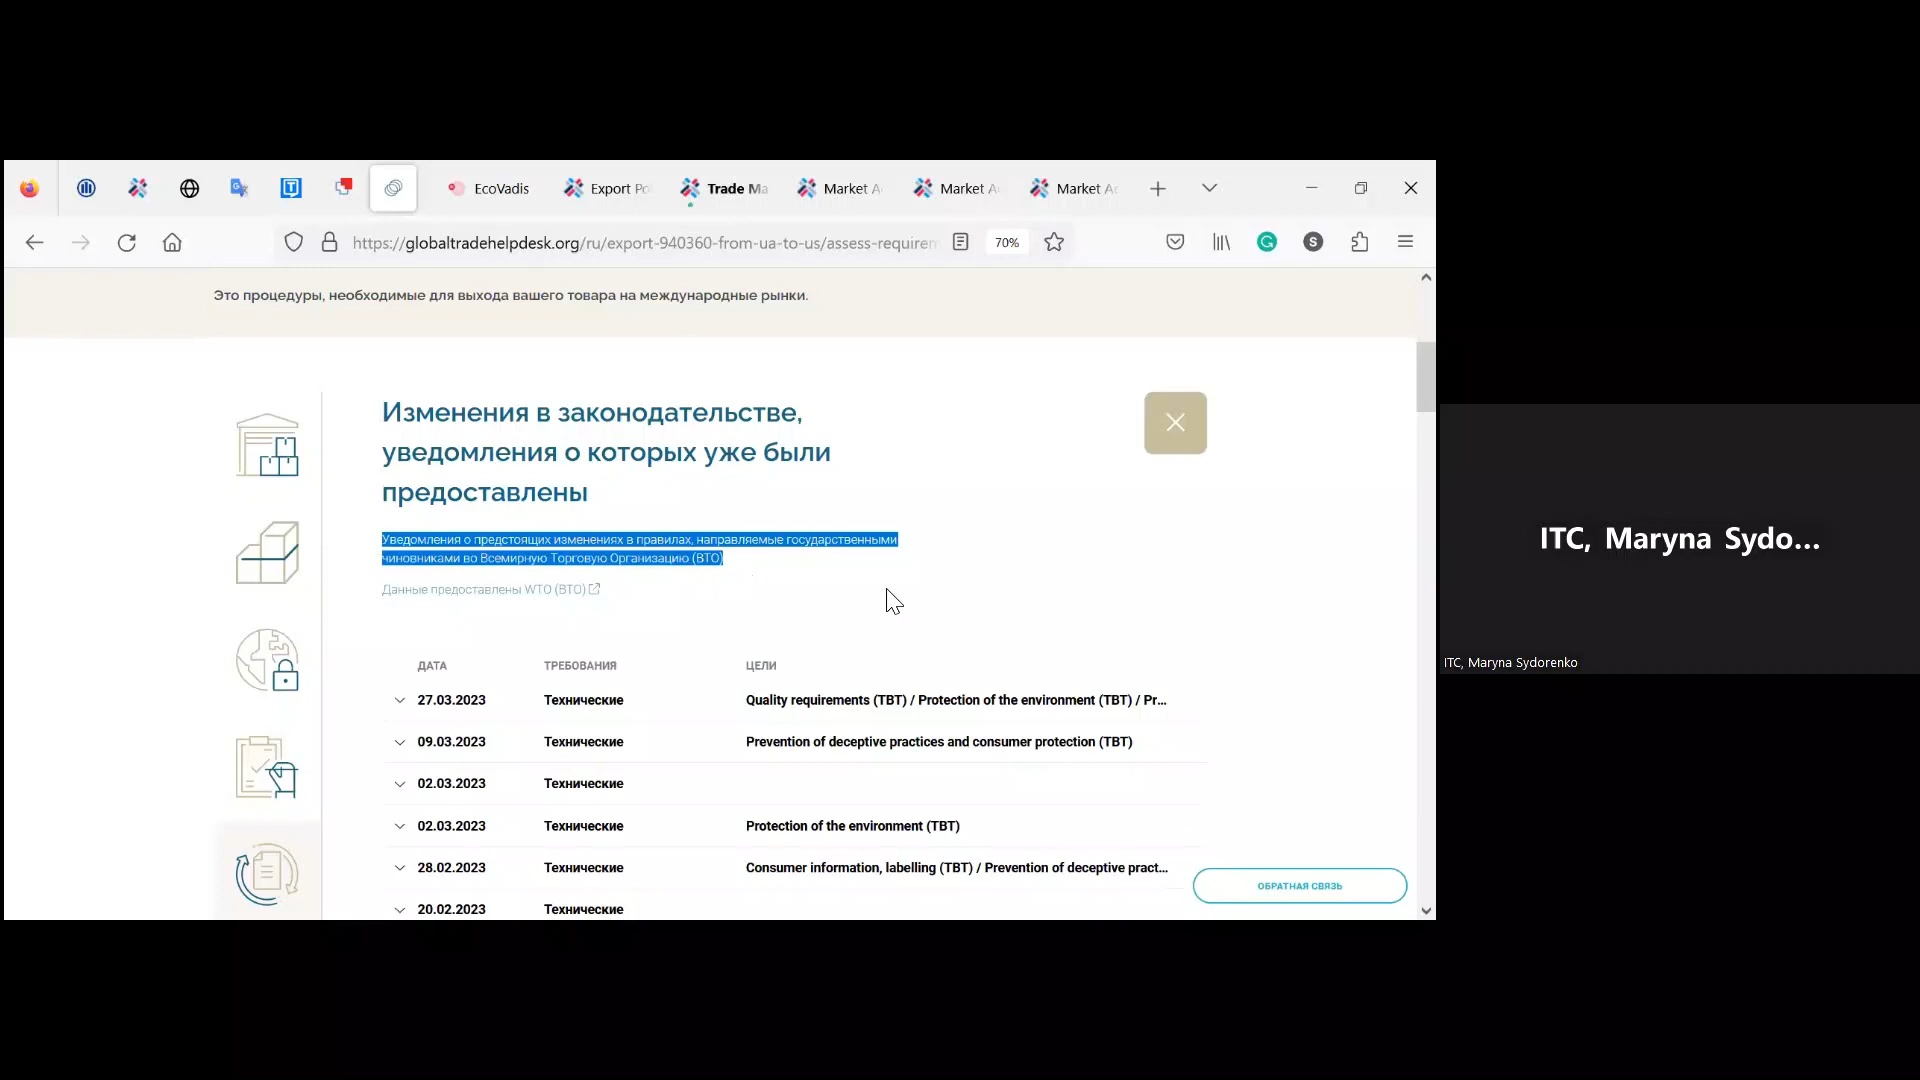 EcoVadis
Export Po
Trade Ma
Market A
Market A
Market Ac
https://globaltradehelpdesk.org/ru/export-940360-from-ua-to-us/assess-requirem
70%
S
Это процедуры, необходимые для выхода вашего товара на международные рынки.
Изменения в законодательстве,
уведомления о которых уже были
предоставлены
Уведомления о предстоящих изменениях в правилах, направляемые государственными
чиновниками во Всемирную Торговую Организацию (ВТО)
Данные предоставлены WTO (ВТО)
ДАТА ТРЕБОВАНИЯ ЦЕЛИ
27.03.2023 Технические Quality requirements (TBT) / Protection of the environment (TBT) / Pr...
09.03.2023 Технические Prevention of deceptive practices and consumer protection (TBT)
02.03.2023 Технические
02.03.2023 Технические Protection of the environment (TBT)
28.02.2023 Технические Consumer information, labelling (TBT) / Prevention of deceptive pract...
20.02.2023 Технические
ОБРАТНАЯ СВЯЗЬ
ITC, Maryna Sydo...
ITC, Maryna Sydorenko